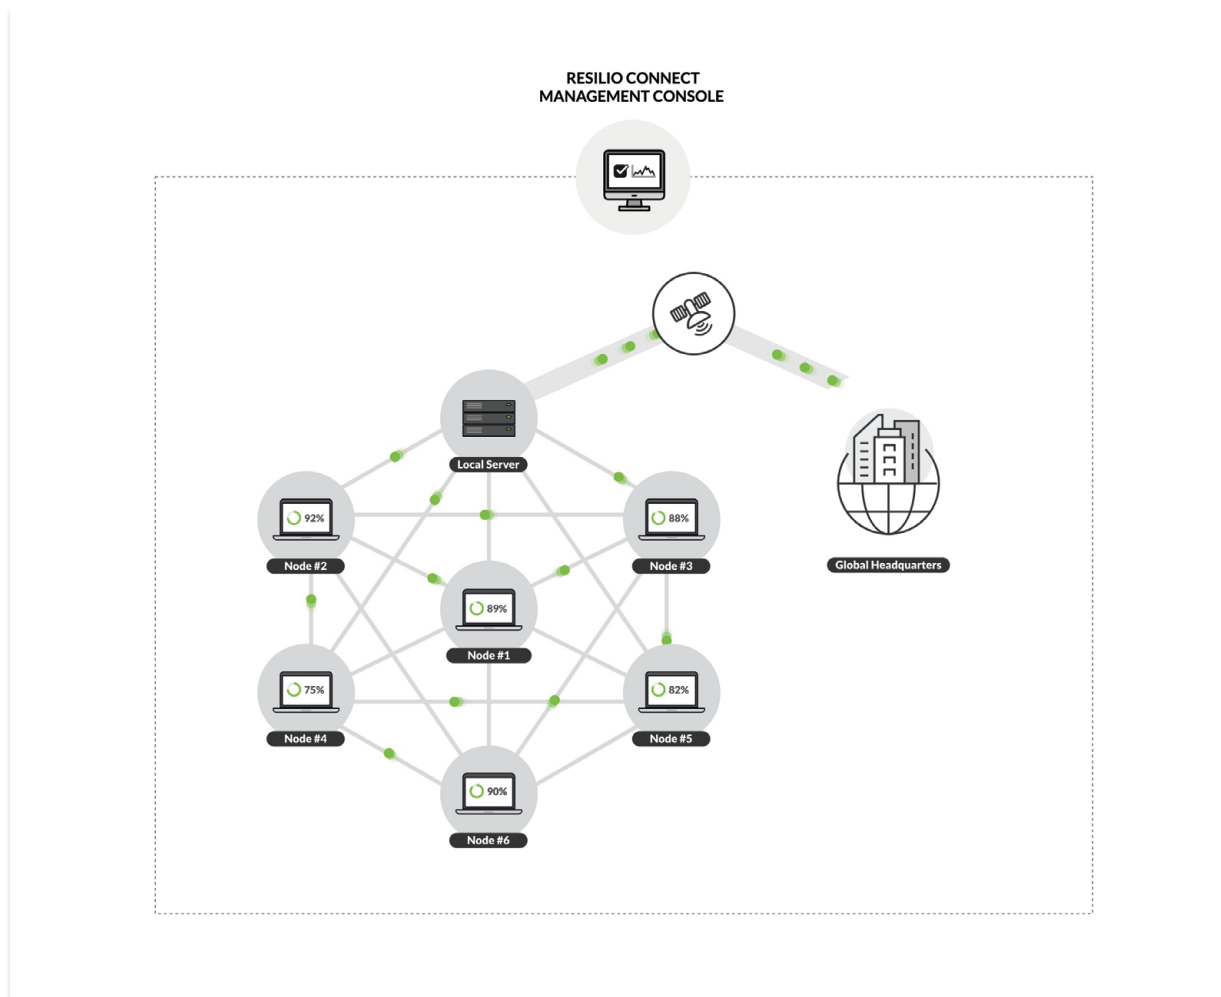 RESILIO CONNECT
MANAGEMENT CONSOLE
Local Server
92%
Node #2
88%
Node #3
Global Headquarters
89%
Node #1
75%
Node #4
82%
Node #5
90%
Node #6